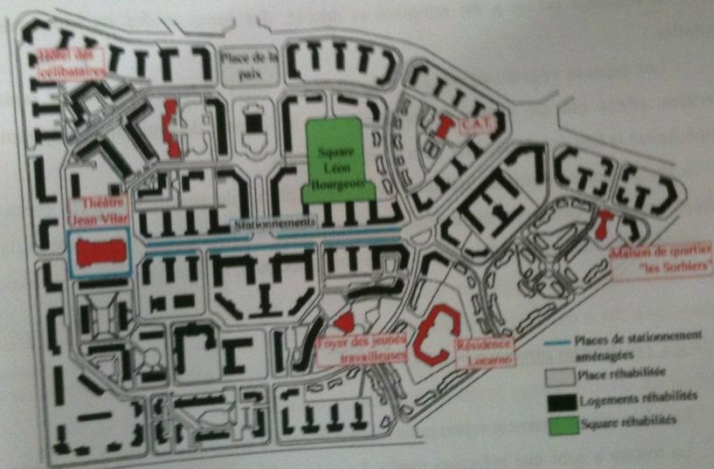 Hôtel des
célibataires
Place de la
paix
C.A.T.
Square
Léon
Bourgeois
Théâtre
Jean-Vilar
Stationnements
Maison de quartier
"les Sorbiers"
Foyer des jeunes
travailleuses
Résidence
Locarno
Places de stationnement
aménagées
Place réhabilitée
Logements réhabilités
Square réhabilités